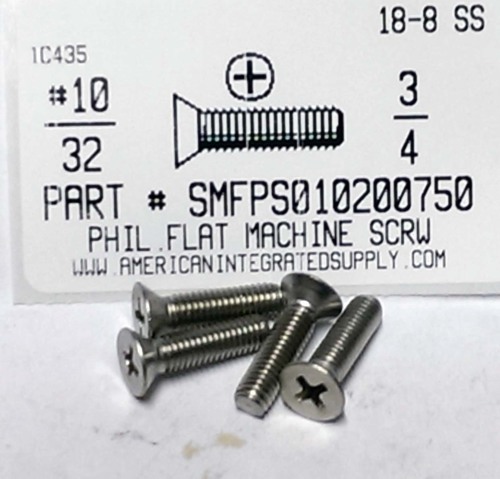 18-8 SS
1C435
#10
32
3
4
PART # SMFPS010200750
PHIL.FLAT MACHINE SCRW
WWW.AMERICANINTEGRATEDSUPPLY.COM